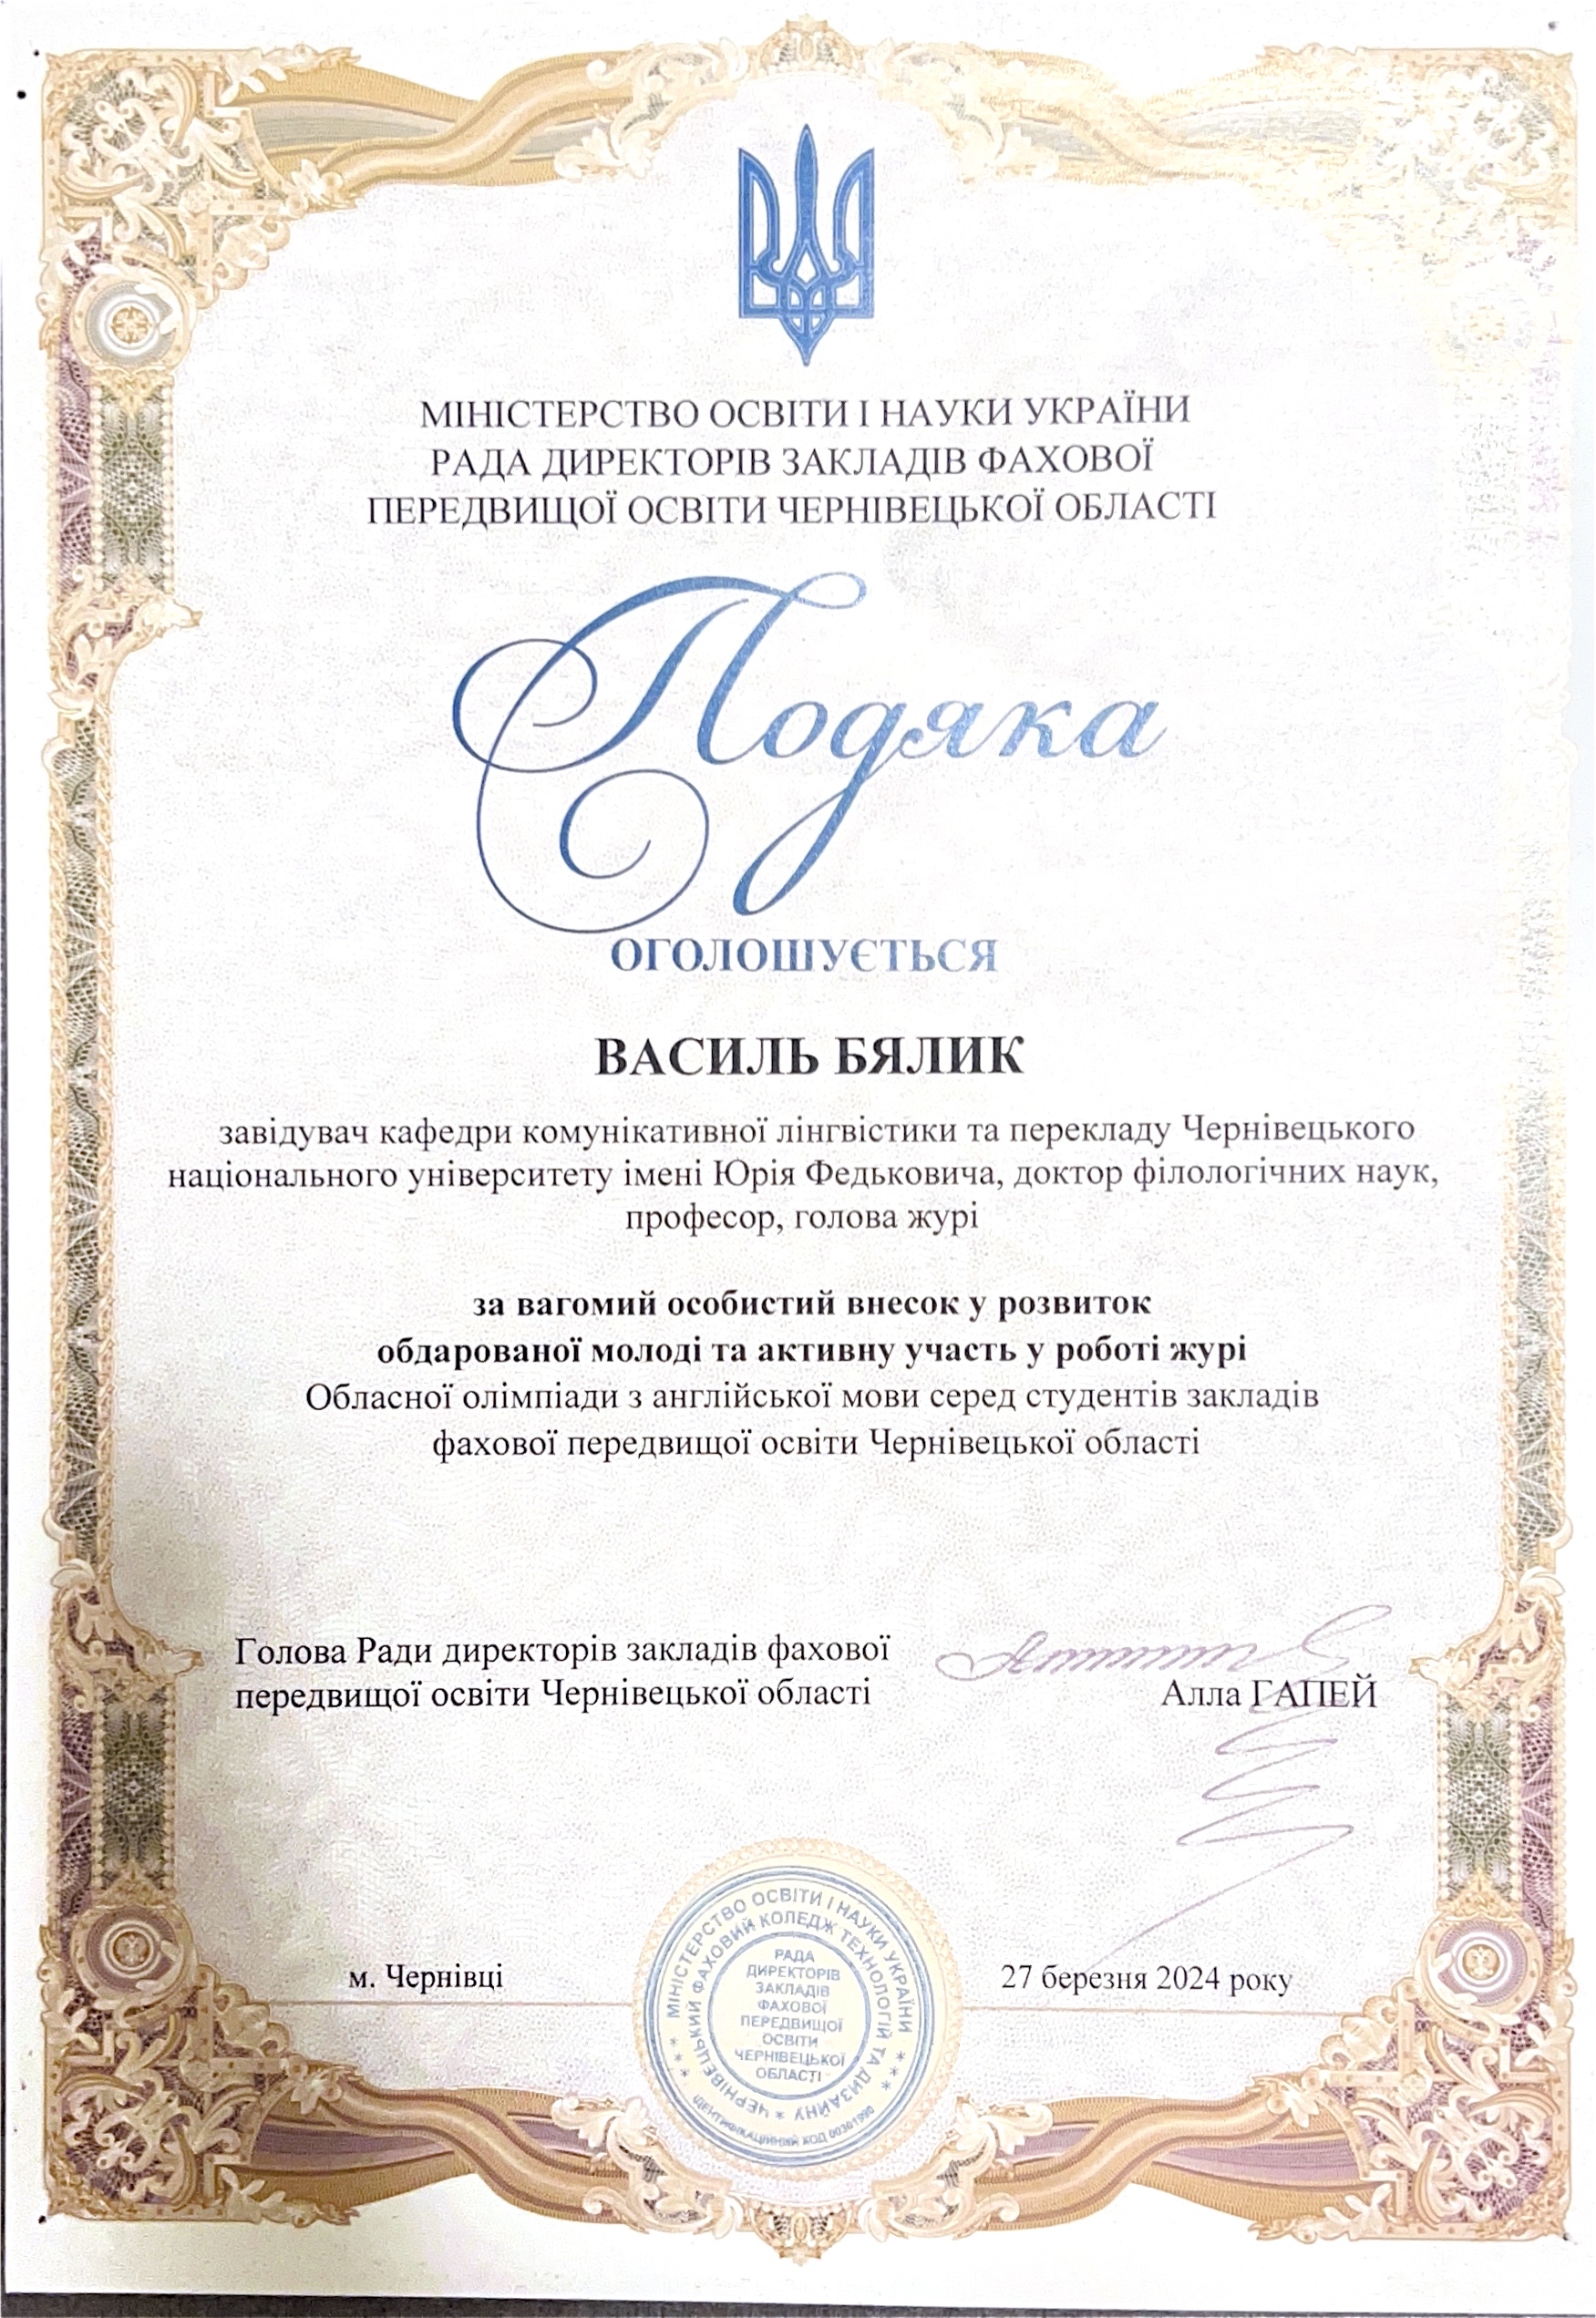 МІНІСТЕРСТВО ОСВІТИ І НАУКИ УКРАЇНИ
РАДА ДИРЕКТОРІВ ЗАКЛАДІВ ФАХОВОЇ
ПЕРЕДВИЩОЇ ОСВІТИ ЧЕРНІВЕЦЬКОЇ ОБЛАСТІ
Подяка
ОГОЛОШУЄТЬСЯ
ВАСИЛЬ БЯЛИК
завідувач кафедри комунікативної лінгвістики та перекладу Чернівецького
національного університету імені Юрія Федьковича, доктор філологічних наук,
професор, голова журі
за вагомий особистий внесок у розвиток
обдарованої молоді та активну участь у роботі журі
Обласної олімпіади з англійської мови серед студентів закладів
фахової передвищої освіти Чернівецької області
Голова Ради директорів закладів фахової
передвищої освіти Чернівецької області
Алла ГАПЕЙ
м. Чернівці
27 березня 2024 року
МІНІСТЕРСТВО ОСВІТИ І НАУКИ УКРАЇНИ
ЧЕРНІВЕЦЬКИЙ ФАХОВИЙ КОЛЕДЖ ТЕХНОЛОГІЙ ТА ДИЗАЙНУ
ІДЕНТИФІКАЦІЙНИЙ КОД
РАДА
ДИРЕКТОРІВ
ЗАКЛАДІВ
ФАХОВОЇ
ПЕРЕДВИЩОЇ
ОСВІТИ
ЧЕРНІВЕЦЬКОЇ
ОБЛАСТІ